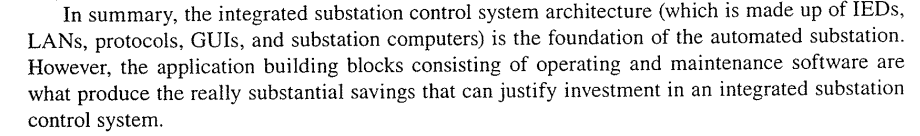 In summary, the integrated substation control system architecture (which is made up of IEDs,
LANs, protocols, GUIs, and substation computers) is the foundation of the automated substation.
However, the application building blocks consisting of operating and maintenance software are
what produce the really substantial savings that can justify investment in an integrated substation
control system.